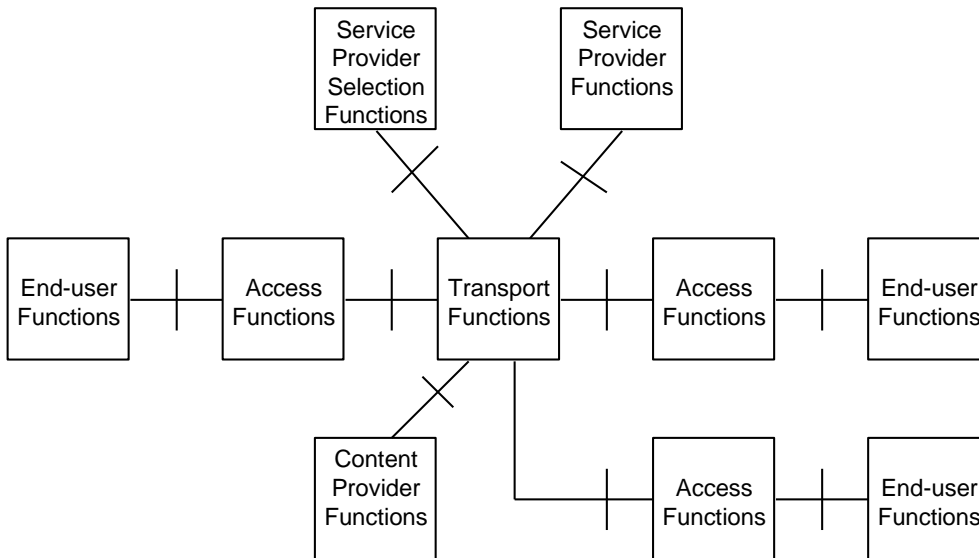 Service
Provider
Selection
Functions
Service
Provider
Functions
End-user
Functions
Access
Functions
Transport
Functions
Access
Functions
End-user
Functions
Content
Provider
Functions
Access
Functions
End-user
Functions